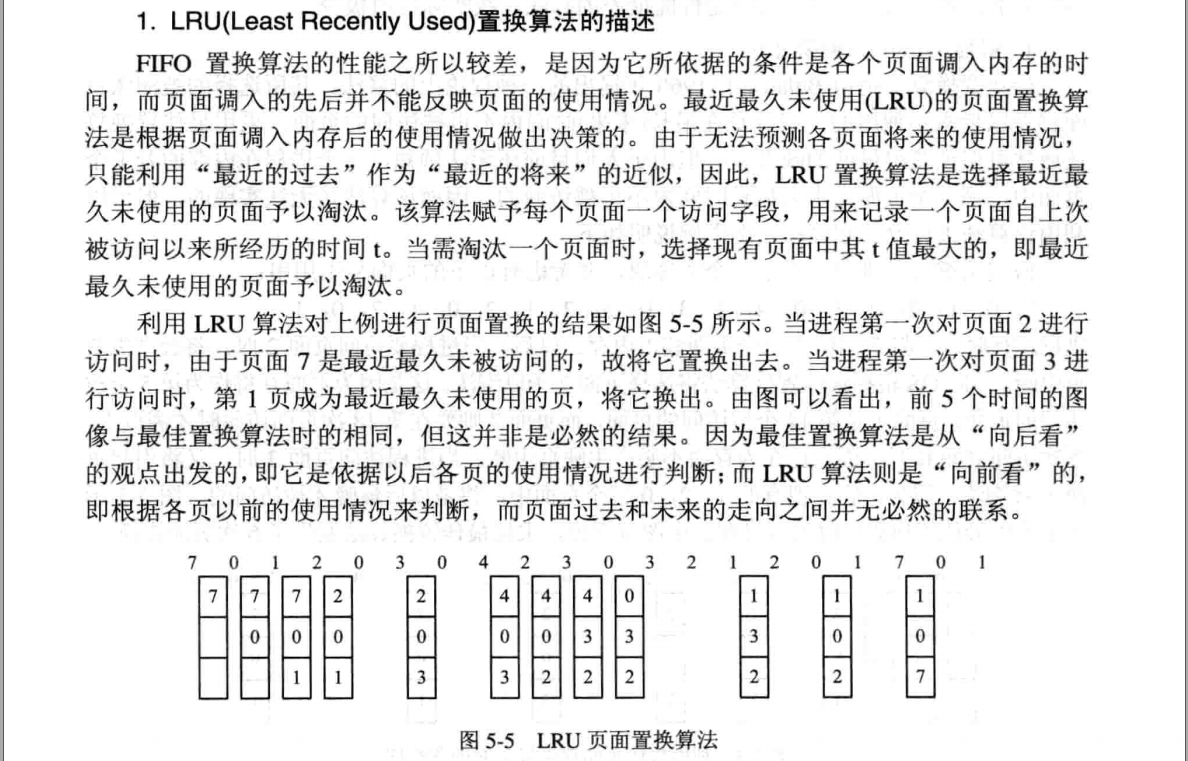 1. LRU(Least Recently Used)置换算法的描述
FIFO 置换算法的性能之所以较差，是因为它所依据的条件是各个页面调入内存的时
间，而页面调入的先后并不能反映页面的使用情况。最近最久未使用(LRU)的页面置换算
法是根据页面调入内存后的使用情况做出决策的。由于无法预测各页面将来的使用情况，
只能利用“最近的过去”作为“最近的将来”的近似，因此，LRU 置换算法是选择最近最
久未使用的页面予以淘汰。该算法赋予每个页面一个访问字段，用来记录一个页面自上次
被访问以来所经历的时间 t。当需淘汰一个页面时，选择现有页面中其 t 值最大的，即最近
最久未使用的页面予以淘汰。
利用 LRU 算法对上例进行页面置换的结果如图 5-5 所示。当进程第一次对页面 2 进行
访问时，由于页面 7 是最近最久未被访问的，故将它置换出去。当进程第一次对页面 3 进
行访问时，第 1 页成为最近最久未使用的页，将它换出。由图可以看出，前 5 个时间的图
像与最佳置换算法时的相同，但这并非是必然的结果。因为最佳置换算法是从“向后看”
的观点出发的，即它是依据以后各页的使用情况进行判断；而 LRU 算法则是“向前看”的，
即根据各页以前的使用情况来判断，而页面过去和未来的走向之间并无必然的联系。
7 0 1 2 0 3 0 4 2 3 0 3 2 1 2 0 1 7 0 1
7 7 7 2 2 4 4 4 0 1 1 1
0 0 0 0 0 0 3 3 3 0 0
1 1 3 3 2 2 2 2 2 7
图 5-5 LRU 页面置换算法